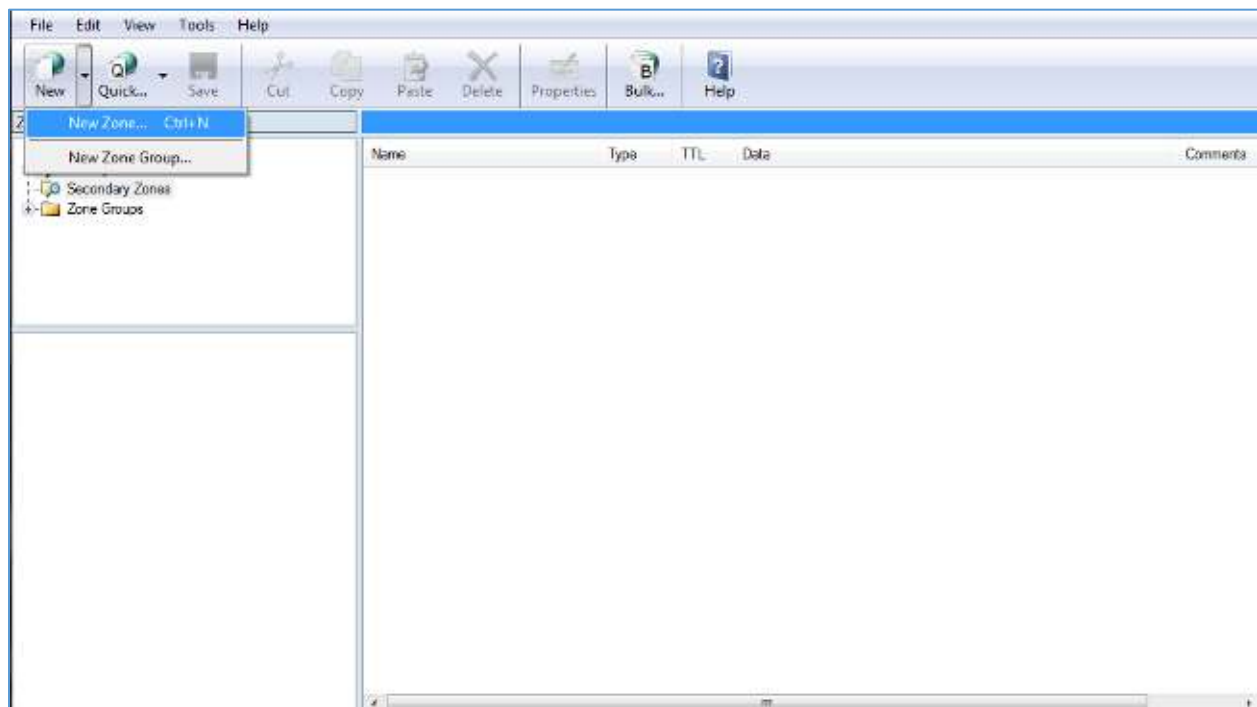 File Edit View Tools Help
New Quick... Save Cut Copy Paste Delete Properties Bulk... Help
New Zone... Ctrl+N
New Zone Group...
Name Type TTL Data Comments
Secondary Zones
Zone Groups